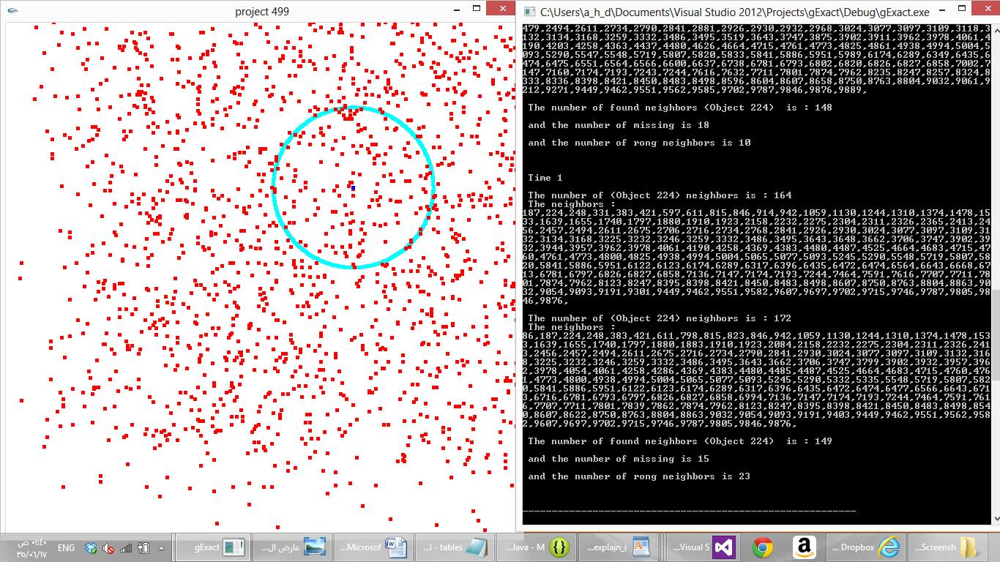 project 499
C:\Users\a_h_d\Documents\Visual Studio 2012\Projects\gExact\Debug\gExact.exe
479,2494,2611,2734,2790,2841,2881,2926,2930,2932,2968,3024,3077,3097,3109,3118,3
132,3134,3168,3259,3332,3486,3495,3519,3643,3747,3875,3902,3911,3962,3978,4061,4
190,4203,4258,4363,4497,4480,4626,4664,4715,4761,4773,4825,4861,4938,4994,5004,5
093,5290,5547,5548,5719,5807,5820,5833,5841,5886,5951,5989,6174,6289,6349,6435,6
474,6475,6551,6564,6566,6600,6637,6738,6781,6793,6802,6820,6826,6827,6858,7002,7
147,7160,7174,7193,7243,7244,7616,7632,7711,7801,7874,7962,8235,8247,8257,8324,8
333,8336,8398,8421,8450,8483,8498,8596,8604,8607,8658,8750,8763,8804,9032,9061,9
212,9271,9449,9462,9551,9562,9585,9702,9787,9846,9876,9889,
The number of found neighbors (Object 224)  is : 148
and the number of missing is 18
and the number of rong neighbors is 10
Time 1
The number of (Object 224) neighbors is : 164
The neighbors :
187,224,248,331,383,421,597,611,815,846,914,942,1059,1130,1244,1310,1374,1478,15
33,1639,1655,1740,1797,1880,1910,1923,2158,2232,2275,2304,2311,2326,2365,2413,24
56,2457,2494,2611,2675,2706,2716,2734,2768,2841,2926,2930,3024,3077,3097,3109,31
32,3134,3168,3225,3232,3246,3259,3332,3486,3495,3643,3648,3662,3706,3747,3902,39
32,3944,3957,3962,3978,4061,4190,4258,4369,4383,4480,4487,4525,4664,4683,4715,47
60,4761,4773,4800,4825,4938,4994,5004,5065,5077,5093,5245,5290,5548,5719,5807,58
20,5841,5886,5951,6122,6123,6174,6289,6317,6396,6435,6472,6474,6564,6643,6668,67
13,6781,6797,6826,6827,6858,7136,7147,7174,7193,7244,7464,7591,7616,7707,7711,78
01,7874,7962,8123,8247,8395,8398,8421,8450,8483,8498,8607,8750,8763,8804,8863,90
32,9054,9093,9191,9301,9449,9462,9551,9582,9607,9697,9702,9715,9746,9787,9805,98
46,9876,
The number of (Object 224) neighbors is : 172
The neighbors :
86,187,224,248,383,421,611,798,815,823,846,942,1059,1130,1244,1310,1374,1478,153
3,1639,1655,1740,1797,1880,1883,1910,1923,2084,2158,2232,2275,2304,2311,2326,241
3,2456,2457,2494,2611,2675,2716,2734,2790,2841,2930,3024,3077,3097,3109,3132,316
8,3225,3232,3246,3259,3332,3486,3495,3643,3662,3706,3747,3799,3902,3932,3957,396
2,3978,4054,4061,4258,4286,4369,4383,4480,4485,4487,4525,4664,4683,4715,4760,476
1,4773,4800,4938,4994,5004,5065,5077,5093,5245,5290,5332,5335,5548,5719,5807,582
0,5841,5886,5951,6122,6123,6174,6289,6317,6396,6435,6472,6474,6477,6566,6643,671
3,6716,6781,6793,6797,6826,6827,6858,6994,7136,7147,7174,7193,7244,7464,7591,761
6,7707,7711,7801,7839,7862,7874,7962,8123,8247,8395,8398,8421,8450,8483,8498,854
0,8607,8622,8750,8763,8804,8863,9032,9054,9093,9191,9403,9449,9462,9551,9562,958
2,9607,9697,9702,9715,9746,9787,9805,9846,9876,
The number of found neighbors (Object 224)  is : 149
and the number of missing is 15
and the number of rong neighbors is 23
---------------------------------------------------------
٠١:٤٠ ص
٣٥/٠٦/١٧
ENG
gExact
عارض ال...
Microsof...
tables - ا...
Java - M...
explain_i...
Visual S...
Dropbox ...
Screensh...